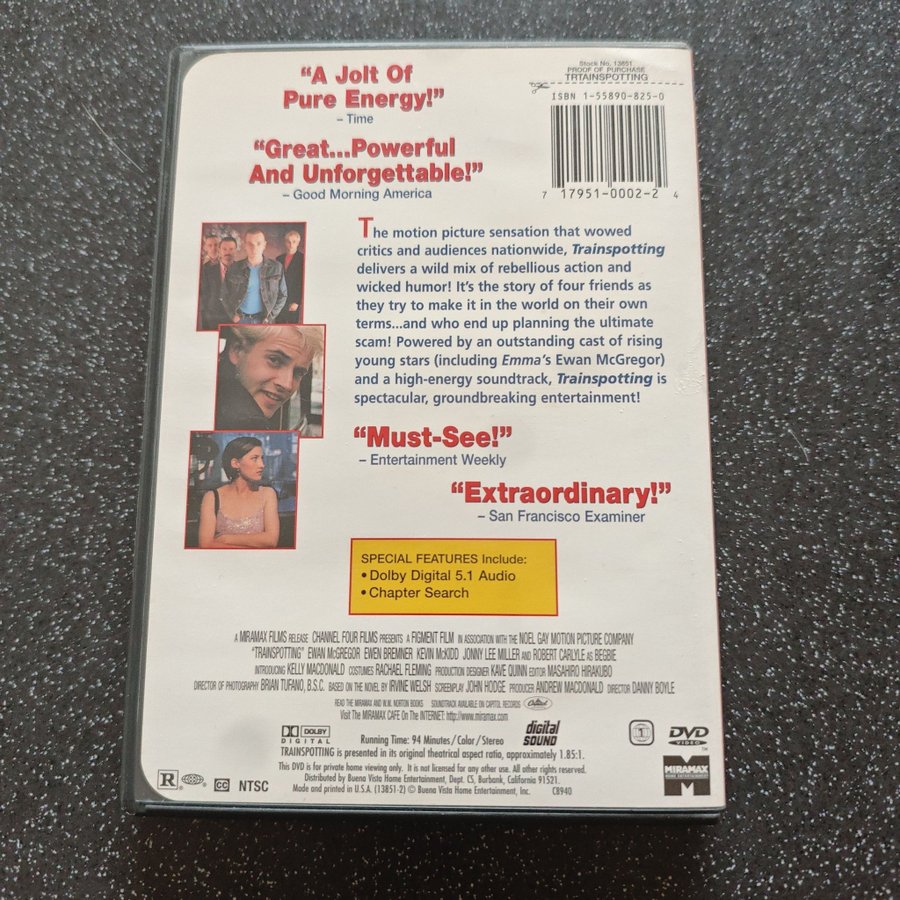 “A Jolt Of
Pure Energy!”
– Time
“Great...Powerful
And Unforgettable!”
– Good Morning America
Stock No. 13851
PROOF OF PURCHASE
TRTAINSPOTTING
ISBN 1-55890-825-0
7 17951-0002-2 4
The motion picture sensation that wowed
critics and audiences nationwide, Trainspotting
delivers a wild mix of rebellious action and
wicked humor! It’s the story of four friends as
they try to make it in the world on their own
terms...and who end up planning the ultimate
scam! Powered by an outstanding cast of rising
young stars (including Emma’s Ewan McGregor)
and a high-energy soundtrack, Trainspotting is
spectacular, groundbreaking entertainment!
“Must-See!”
– Entertainment Weekly
“Extraordinary!”
– San Francisco Examiner
SPECIAL FEATURES Include:
• Dolby Digital 5.1 Audio
• Chapter Search
A MIRAMAX FILMS RELEASE CHANNEL FOUR FILMS PRESENTS A FIGMENT FILM IN ASSOCIATION WITH THE NOEL GAY MOTION PICTURE COMPANY
“TRAINSPOTTING” EWAN McGREGOR EWEN BREMNER KEVIN McKIDD JONNY LEE MILLER AND ROBERT CARLYLE AS BEGBIE
INTRODUCING KELLY MACDONALD COSTUMES RACHAEL FLEMING PRODUCTION DESIGNER KAVE QUINN EDITOR MASAHIRO HIRAKUBO
DIRECTOR OF PHOTOGRAPHY BRIAN TUFANO, B.S.C. BASED ON THE NOVEL BY IRVINE WELSH SCREENPLAY JOHN HODGE PRODUCER ANDREW MACDONALD DIRECTOR DANNY BOYLE
READ THE MIRAMAX AND W.W. NORTON BOOKS SOUNDTRACK AVAILABLE ON CAPITOL RECORDS Capitol
Visit The MIRAMAX CAFE On The INTERNET: http://www.miramax.com
DOLBY
DIGITAL
Running Time: 94 Minutes/Color/Stereo
digital
SOUND
1
DVD
VIDEO
TM
TRAINSPOTTING is presented in its original theatrical aspect ratio, approximately 1.85:1.
This DVD is for private home viewing only. It is not licensed for any other use. All other rights reserved.
Distributed by Buena Vista Home Entertainment, Dept. CS, Burbank, California 91521.
Made and printed in U.S.A. (13851-2) © Buena Vista Home Entertainment, Inc. CB940
R
CC NTSC
MIRAMAX
HOME ENTERTAINMENT